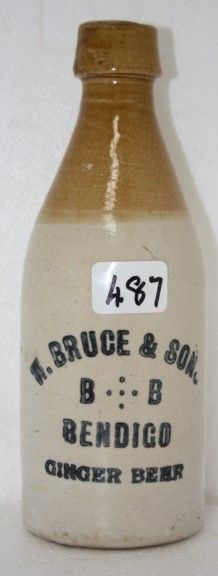 487
W. BRUCE & SONS
B B
BENDIGO
GINGER BEER